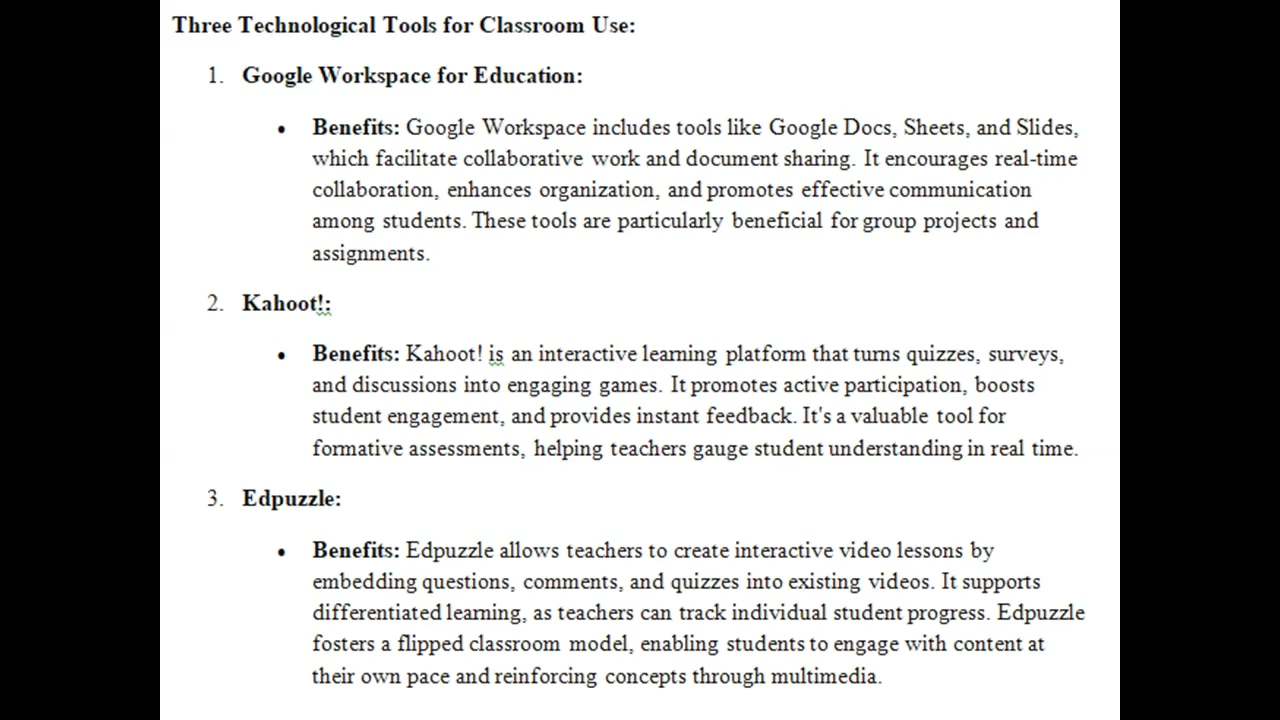 Three Technological Tools for Classroom Use:
1. Google Workspace for Education:
• Benefits: Google Workspace includes tools like Google Docs, Sheets, and Slides,
which facilitate collaborative work and document sharing. It encourages real-time
collaboration, enhances organization, and promotes effective communication
among students. These tools are particularly beneficial for group projects and
assignments.
2. Kahoot!:
• Benefits: Kahoot! is an interactive learning platform that turns quizzes, surveys,
and discussions into engaging games. It promotes active participation, boosts
student engagement, and provides instant feedback. It's a valuable tool for
formative assessments, helping teachers gauge student understanding in real time.
3. Edpuzzle:
• Benefits: Edpuzzle allows teachers to create interactive video lessons by
embedding questions, comments, and quizzes into existing videos. It supports
differentiated learning, as teachers can track individual student progress. Edpuzzle
fosters a flipped classroom model, enabling students to engage with content at
their own pace and reinforcing concepts through multimedia.